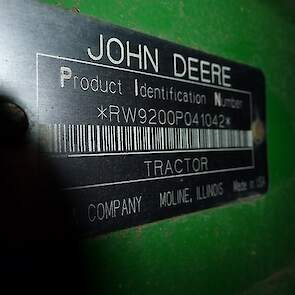 JOHN DEERE
Product Identification Number
*RW9200P041042*
TRACTOR
COMPANY MOLINE, ILLINOIS Made in USA